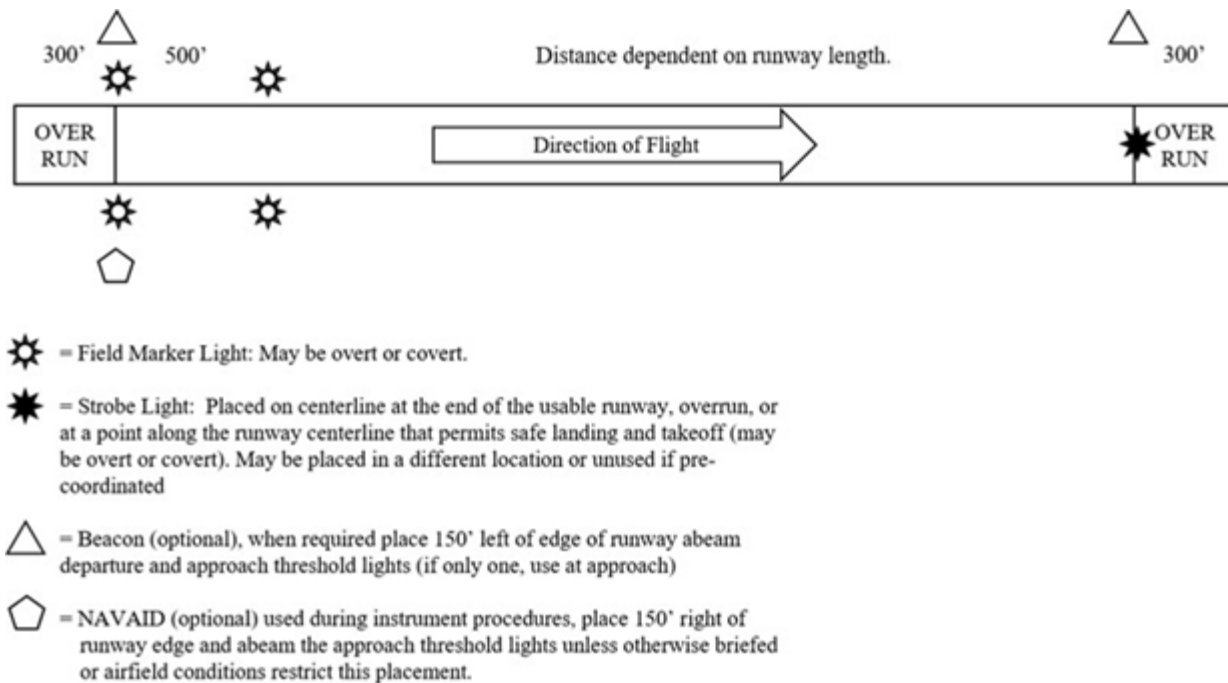 300’
500’
Distance dependent on runway length.
300’
OVER
RUN
Direction of Flight
OVER
RUN
= Field Marker Light: May be overt or covert.
= Strobe Light: Placed on centerline at the end of the usable runway, overrun, or
at a point along the runway centerline that permits safe landing and takeoff (may
be overt or covert). May be placed in a different location or unused if pre-
coordinated
= Beacon (optional), when required place 150’ left of edge of runway abeam
departure and approach threshold lights (if only one, use at approach)
= NAVAID (optional) used during instrument procedures, place 150’ right of
runway edge and abeam the approach threshold lights unless otherwise briefed
or airfield conditions restrict this placement.